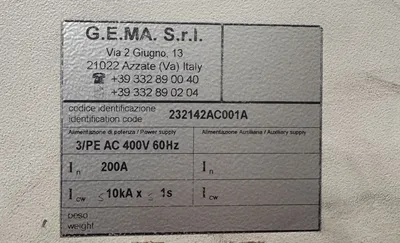 G.E.MA. S.r.l.
Via 2 Giugno, 13
21022 Azzate (Va) Italy
☎ +39 332 89 00 40
+39 332 89 02 04
codice identificazione
identification code 232142AC001A
Alimentazione di potenza / Power supply Alimentazione Ausiliaria / Auxiliary supply
3/PE AC 400V 60Hz
In 200A In
Icw ≤10kA x ≤ 1s Icw
peso
weight